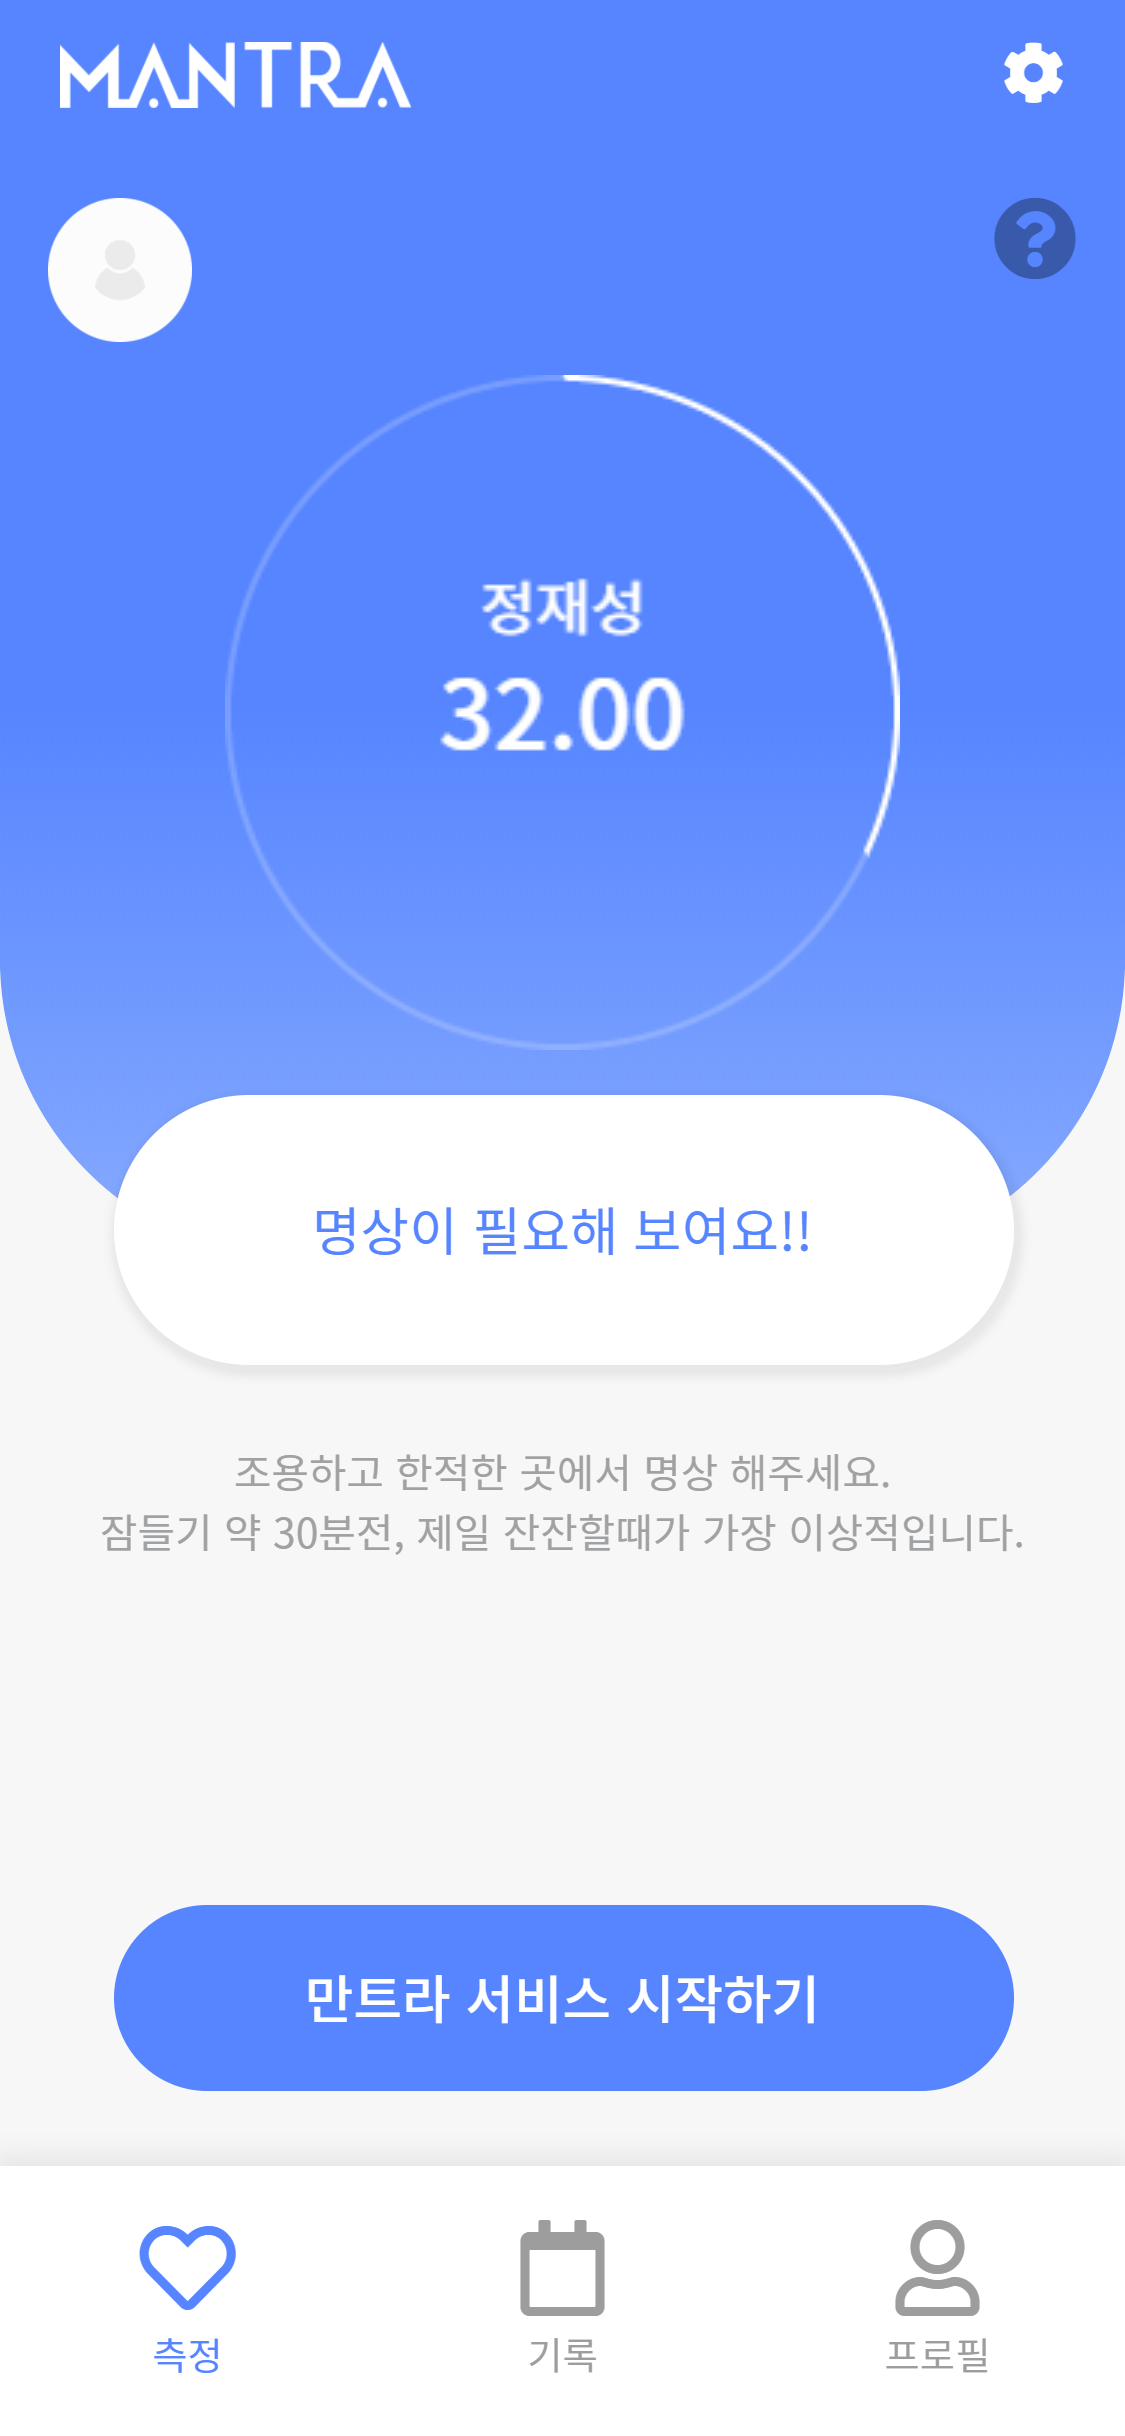 MANTRA
정재성
32.00
명상이 필요해 보여요!!
조용하고 한적한 곳에서 명상 해주세요.
잠들기 약 30분전, 제일 잔잔할때가 가장 이상적입니다.
만트라 서비스 시작하기
측정
기록
프로필